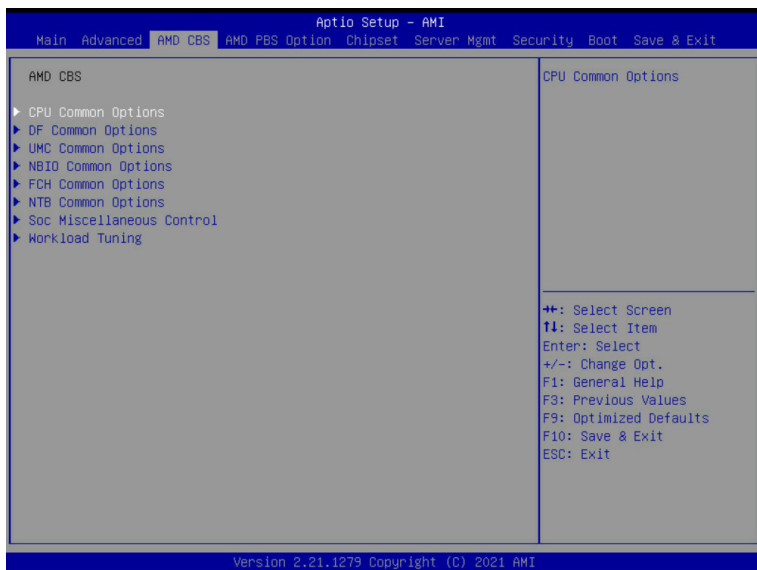 Aptio Setup - AMI
Main Advanced AMD CBS AMD PBS Option Chipset Server Mgmt Security Boot Save & Exit
AMD CBS
CPU Common Options
DF Common Options
UMC Common Options
NBIO Common Options
FCH Common Options
NTB Common Options
Soc Miscellaneous Control
Workload Tuning
CPU Common Options
→←: Select Screen
↑↓: Select Item
Enter: Select
+/-: Change Opt.
F1: General Help
F3: Previous Values
F9: Optimized Defaults
F10: Save & Exit
ESC: Exit
Version 2.21.1279 Copyright (C) 2021 AMI